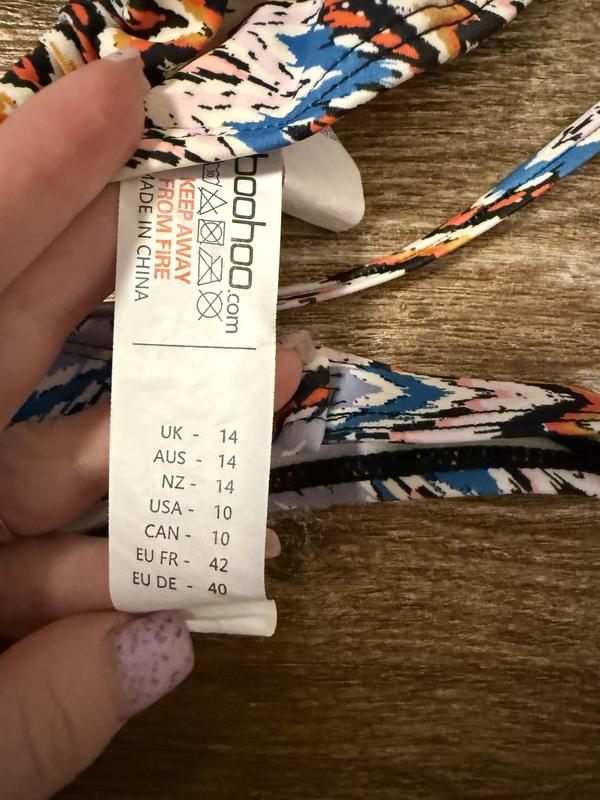 boohoo.com
30
KEEP AWAY
FROM FIRE
MADE IN CHINA
UK - 14
AUS - 14
NZ - 14
USA - 10
CAN - 10
EU FR - 42
EU DE - 40